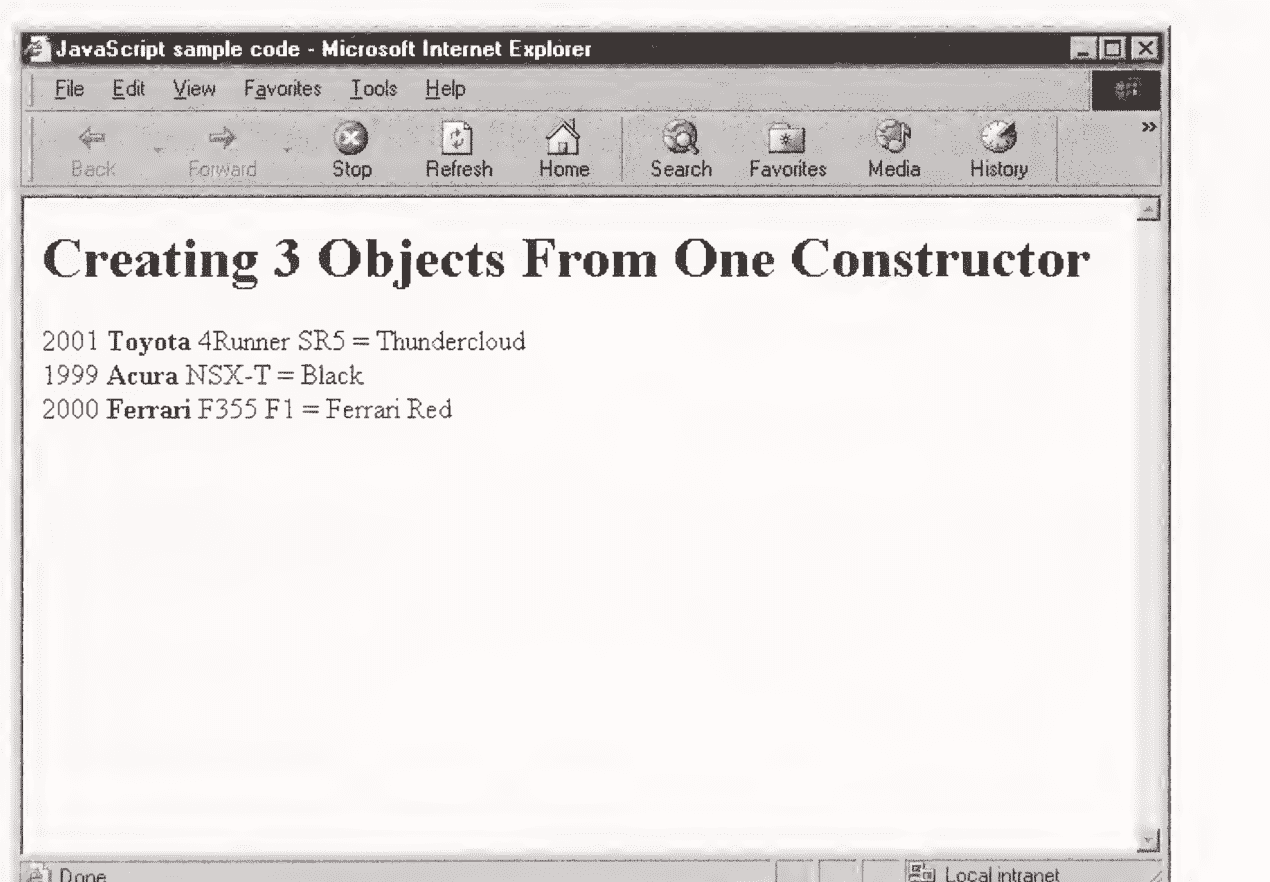 JavaScript sample code - Microsoft Internet Explorer
File Edit View Favorites Tools Help
Back Forward Stop Refresh Home Search Favorites Media History »
Creating 3 Objects From One Constructor
2001 Toyota 4Runner SR5 = Thundercloud
1999 Acura NSX-T = Black
2000 Ferrari F355 F1 = Ferrari Red
Done Local intranet